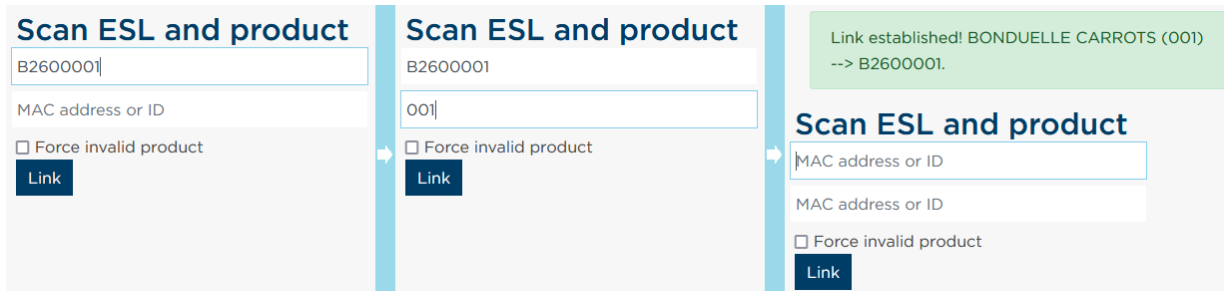 Scan ESL and product
B2600001
MAC address or ID
Force invalid product
Link
Scan ESL and product
B2600001
001
Force invalid product
Link
Link established! BONDUELLE CARROTS (001)
--> B2600001.
Scan ESL and product
MAC address or ID
MAC address or ID
Force invalid product
Link